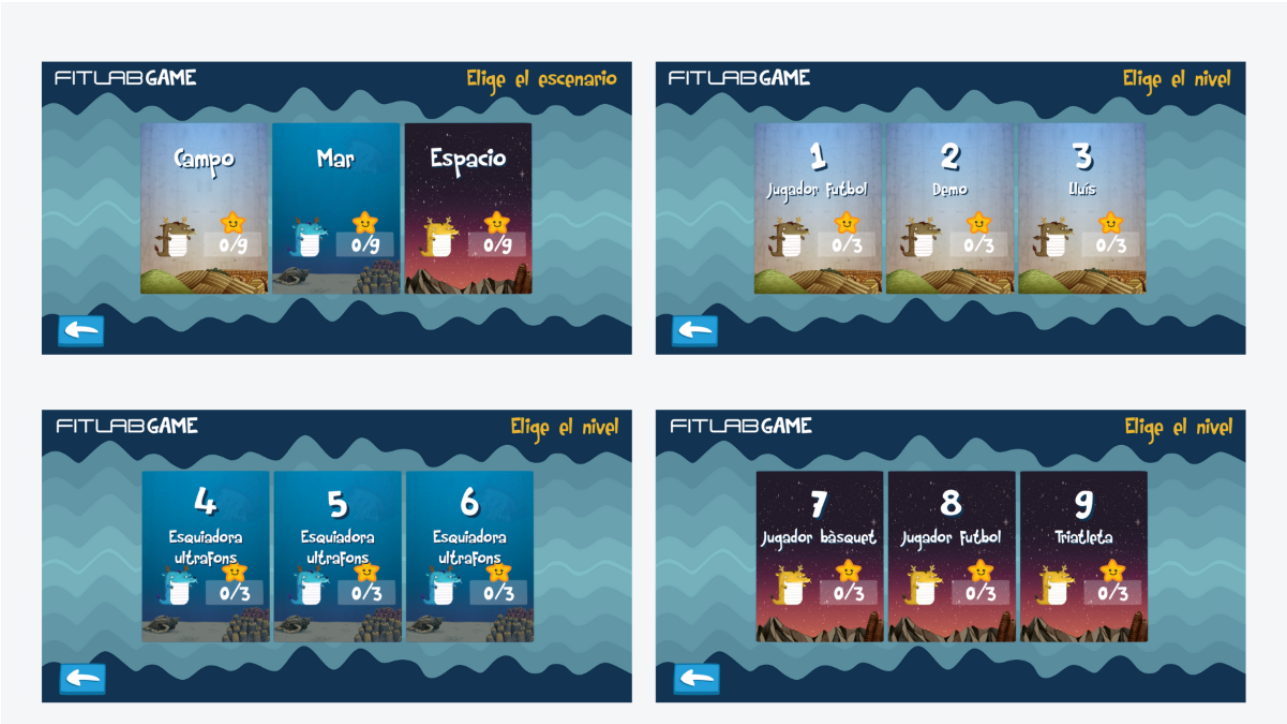 FITLABGAME
Elige el escenario
Campo
Mar
Espacio
0/9
0/9
0/9
FITLABGAME
Elige el nivel
1
2
3
Jugador Futbol
Demo
Lluís
0/3
0/3
0/3
FITLABGAME
Elige el nivel
4
5
6
Esquiadora
ultrafons
Esquiadora
ultrafons
Esquiadora
ultrafons
0/3
0/3
0/3
FITLABGAME
Elige el nivel
7
8
9
Jugador bàsquet
Jugador Futbol
Triatleta
0/3
0/3
0/3